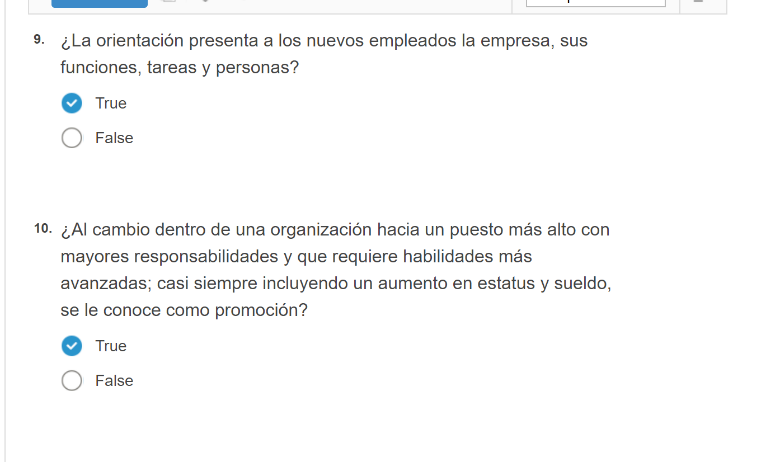 9. ¿La orientación presenta a los nuevos empleados la empresa, sus
funciones, tareas y personas?
True
False
10. ¿Al cambio dentro de una organización hacia un puesto más alto con
mayores responsabilidades y que requiere habilidades más
avanzadas; casi siempre incluyendo un aumento en estatus y sueldo,
se le conoce como promoción?
True
False